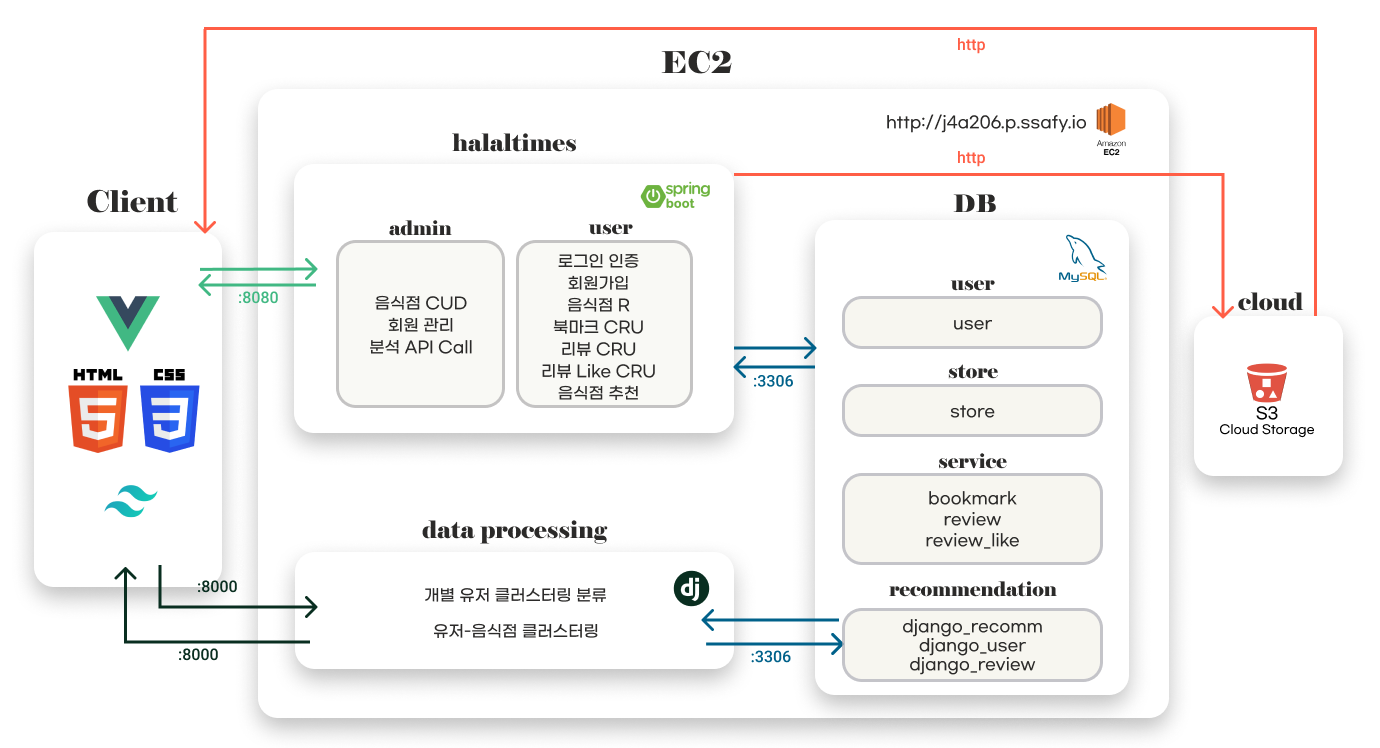 http
EC2
http://j4a206.p.ssafy.io
Amazon
EC2
halaltimes
http
spring
boot
Client
DB
admin
user
음식점 CUD
회원 관리
분석 API Call
로그인 인증
회원가입
음식점 R
북마크 CRU
리뷰 CRU
리뷰 Like CRU
음식점 추천
:8080
MySQL
user
user
store
store
service
bookmark
review
review_like
recommendation
django_recomm
django_user
django_review
:3306
cloud
S3
Cloud Storage
HTML
5
CSS
3
data processing
dj
개별 유저 클러스터링 분류
유저-음식점 클러스터링
:8000
:8000
:3306